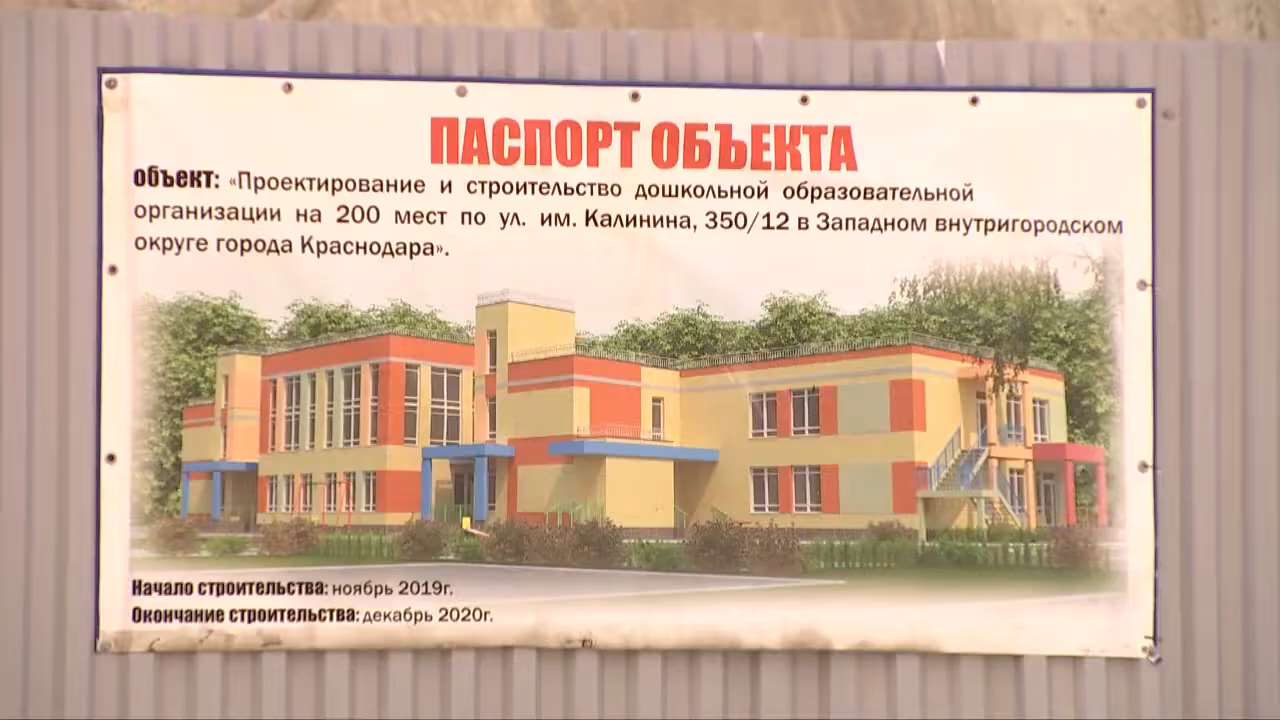 ПАСПОРТ ОБЪЕКТА
объект: «Проектирование и строительство дошкольной образовательной
организации на 200 мест по ул. им. Калинина, 350/12 в Западном внутригородском
округе города Краснодара».
Начало строительства: ноябрь 2019г.
Окончание строительства: декабрь 2020г.